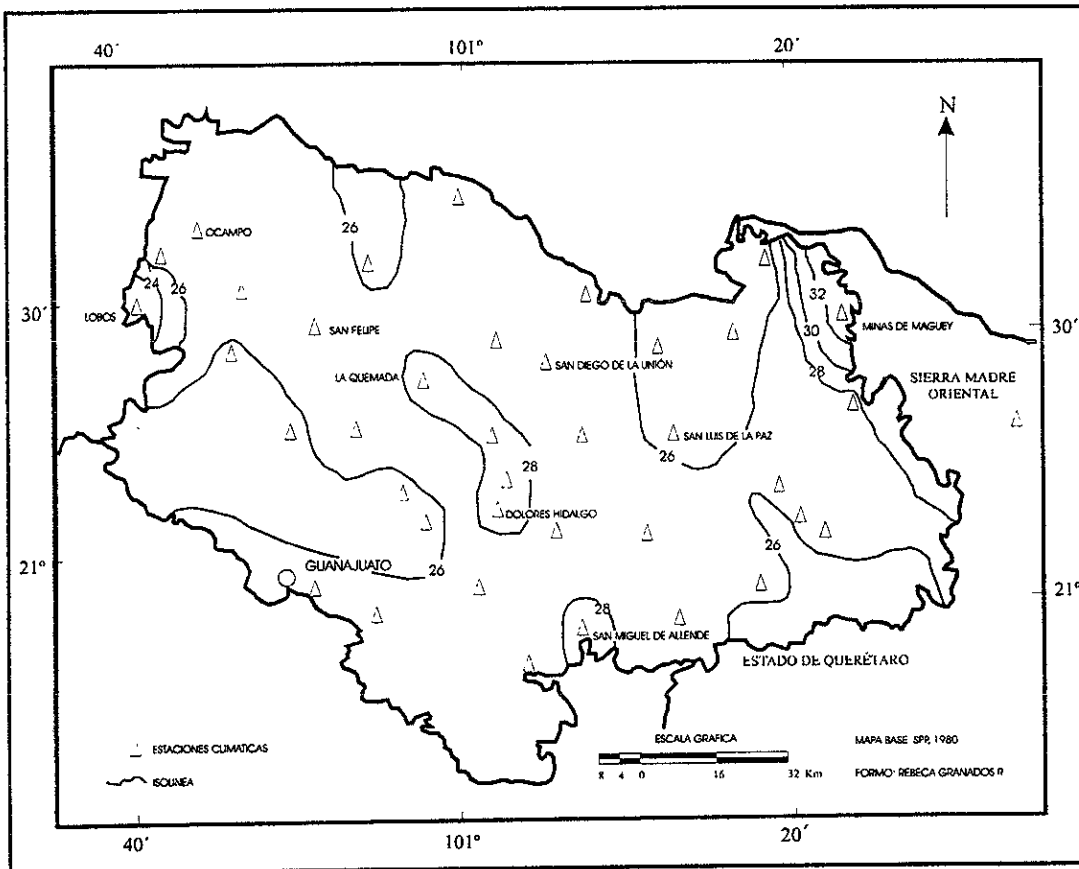 40´ 101° 20´
N
26
OCAMPO
24 26
32
30´ LOBOS
SAN FELIPE
30
MINAS DE MAGUEY 30´
SAN DIEGO DE LA UNIÓN
LA QUEMADA
28
SIERRA MADRE
ORIENTAL
SAN LUIS DE LA PAZ
26
28
DOLORES HIDALGO
26
21° GUANAJUATO 26
21°
28
SAN MIGUEL DE ALLENDE
ESTADO DE QUERÉTARO
ESTACIONES CLIMATICAS
ISOLINEA
ESCALA GRAFICA
8 4 0 16 32 Km
MAPA BASE SPP, 1980
FORMO: REBECA GRANADOS R
40´ 101° 20´